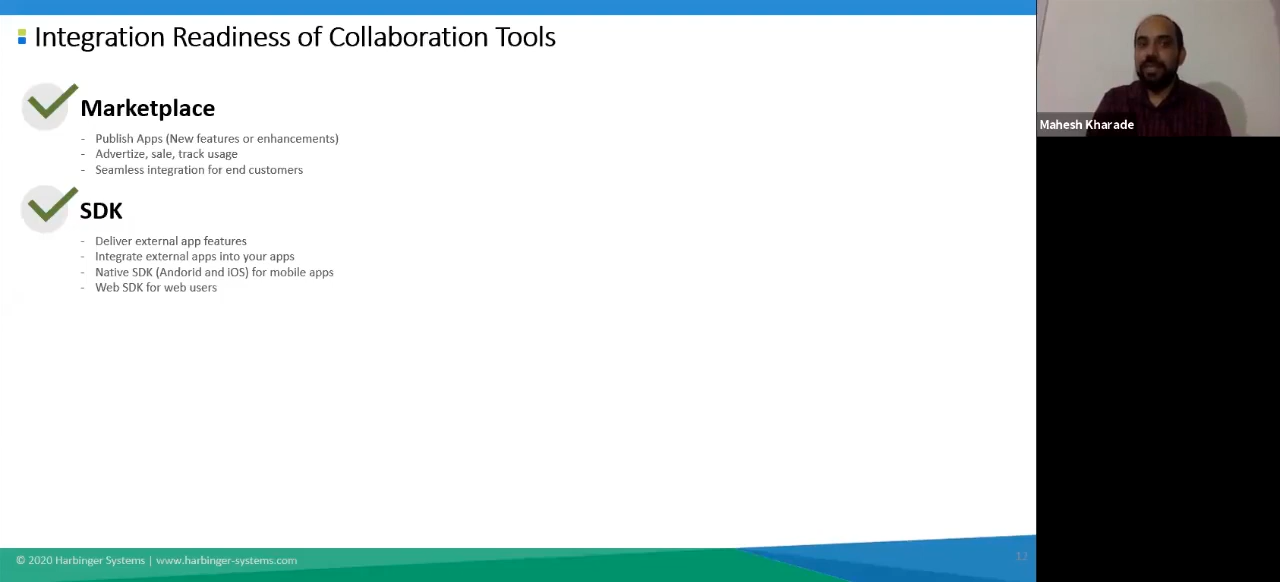 Integration Readiness of Collaboration Tools
Marketplace
- Publish Apps (New features or enhancements)
- Advertize, sale, track usage
- Seamless integration for end customers
SDK
- Deliver external app features
- Integrate external apps into your apps
- Native SDK (Andorid and iOS) for mobile apps
- Web SDK for web users
© 2020 Harbinger Systems | www.harbinger-systems.com
12
Mahesh Kharade